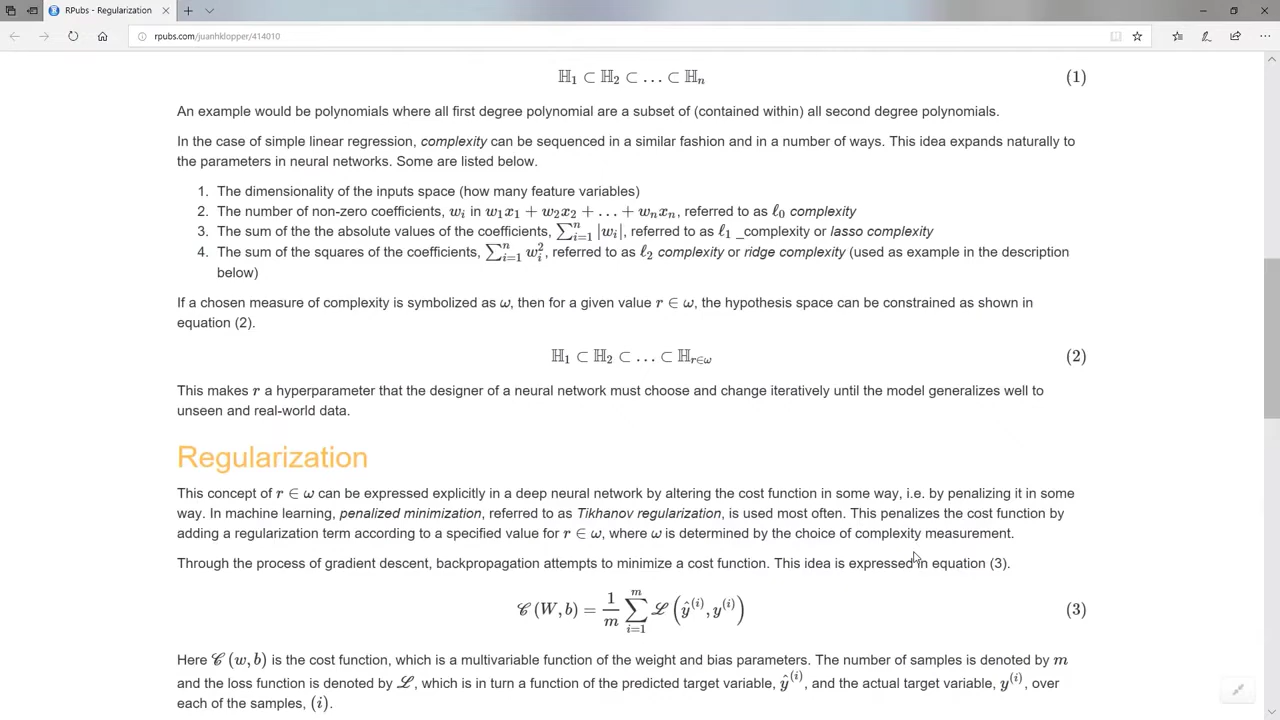 RPubs - Regularization
rpubs.com/juanhklopper/414010
ℍ₁ ⊂ ℍ₂ ⊂ … ⊂ ℍₙ (1)
An example would be polynomials where all first degree polynomial are a subset of (contained within) all second degree polynomials.
In the case of simple linear regression, complexity can be sequenced in a similar fashion and in a number of ways. This idea expands naturally to
the parameters in neural networks. Some are listed below.
1. The dimensionality of the inputs space (how many feature variables)
2. The number of non-zero coefficients, wᵢ in w₁x₁ + w₂x₂ + … + wₙxₙ, referred to as ℓ₀ complexity
3. The sum of the the absolute values of the coefficients, ∑ⁿᵢ₌₁ |wᵢ|, referred to as ℓ₁ _complexity or lasso complexity
4. The sum of the squares of the coefficients, ∑ⁿᵢ₌₁ wᵢ², referred to as ℓ₂ complexity or ridge complexity (used as example in the description
below)
If a chosen measure of complexity is symbolized as ω, then for a given value r ∈ ω, the hypothesis space can be constrained as shown in
equation (2).
ℍ₁ ⊂ ℍ₂ ⊂ … ⊂ ℍ_{r∈ω} (2)
This makes r a hyperparameter that the designer of a neural network must choose and change iteratively until the model generalizes well to
unseen and real-world data.
Regularization
This concept of r ∈ ω can be expressed explicitly in a deep neural network by altering the cost function in some way, i.e. by penalizing it in some
way. In machine learning, penalized minimization, referred to as Tikhanov regularization, is used most often. This penalizes the cost function by
adding a regularization term according to a specified value for r ∈ ω, where ω is determined by the choice of complexity measurement.
Through the process of gradient descent, backpropagation attempts to minimize a cost function. This idea is expressed in equation (3).
𝒞 (W, b) = 1/m ∑ᵐᵢ₌₁ ℒ (ŷ⁽ⁱ⁾, y⁽ⁱ⁾) (3)
Here 𝒞 (w, b) is the cost function, which is a multivariable function of the weight and bias parameters. The number of samples is denoted by m
and the loss function is denoted by ℒ, which is in turn a function of the predicted target variable, ŷ⁽ⁱ⁾, and the actual target variable, y⁽ⁱ⁾, over
each of the samples, (i).